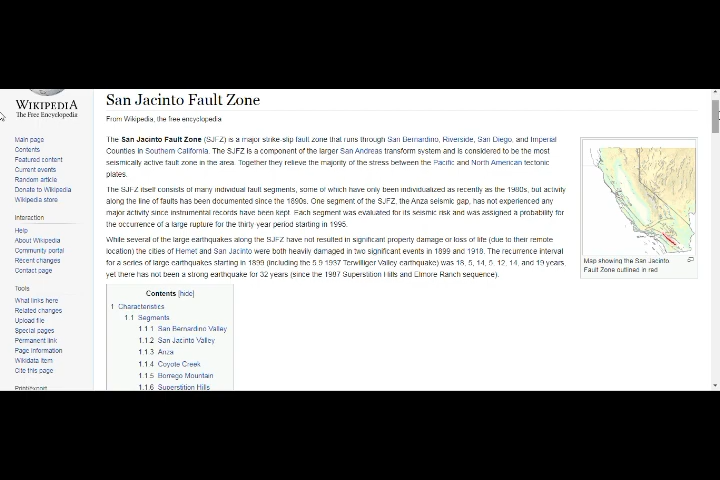 WIKIPEDIA
The Free Encyclopedia
Main page
Contents
Featured content
Current events
Random article
Donate to Wikipedia
Wikipedia store
Interaction
Help
About Wikipedia
Community portal
Recent changes
Contact page
Tools
What links here
Related changes
Upload file
Special pages
Permanent link
Page information
Wikidata item
Cite this page
Print/export
San Jacinto Fault Zone
From Wikipedia, the free encyclopedia
The San Jacinto Fault Zone (SJFZ) is a major strike-slip fault zone that runs through San Bernardino, Riverside, San Diego, and Imperial
Counties in Southern California. The SJFZ is a component of the larger San Andreas transform system and is considered to be the most
seismically active fault zone in the area. Together they relieve the majority of the stress between the Pacific and North American tectonic
plates.
The SJFZ itself consists of many individual fault segments, some of which have only been individualized as recently as the 1980s, but activity
along the line of faults has been documented since the 1890s. One segment of the SJFZ, the Anza seismic gap, has not experienced any
major activity since instrumental records have been kept. Each segment was evaluated for its seismic risk and was assigned a probability for
the occurrence of a large rupture for the thirty year period starting in 1995.
While several of the large earthquakes along the SJFZ have not resulted in significant property damage or loss of life (due to their remote
location) the cities of Hemet and San Jacinto were both heavily damaged in two significant events in 1899 and 1918. The recurrence interval
for a series of large earthquakes starting in 1899 (including the 5.9 1937 Terwilliger Valley earthquake) was 18, 5, 14, 5, 12, 14, and 19 years,
yet there has not been a strong earthquake for 32 years (since the 1987 Superstition Hills and Elmore Ranch sequence).
Contents [hide]
1 Characteristics
1.1 Segments
1.1.1 San Bernardino Valley
1.1.2 San Jacinto Valley
1.1.3 Anza
1.1.4 Coyote Creek
1.1.5 Borrego Mountain
1.1.6 Superstition Hills
Map showing the San Jacinto
Fault Zone outlined in red